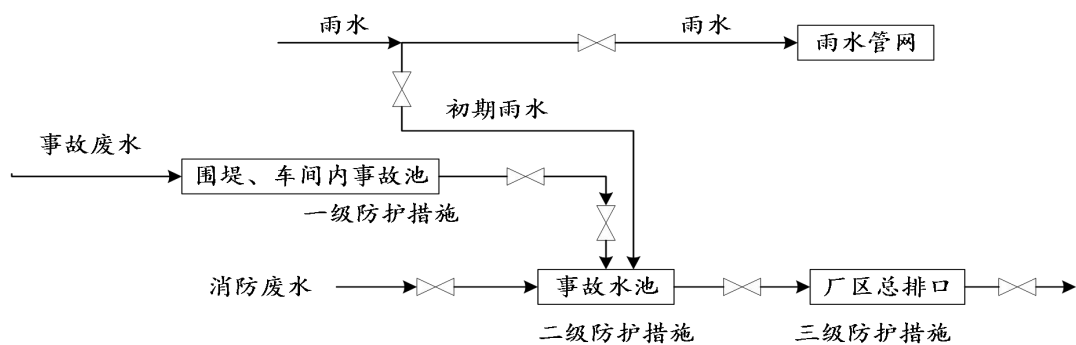 雨水
雨水
雨水管网
初期雨水
事故废水
围堤、车间内事故池
一级防护措施
消防废水
事故水池
厂区总排口
二级防护措施
三级防护措施